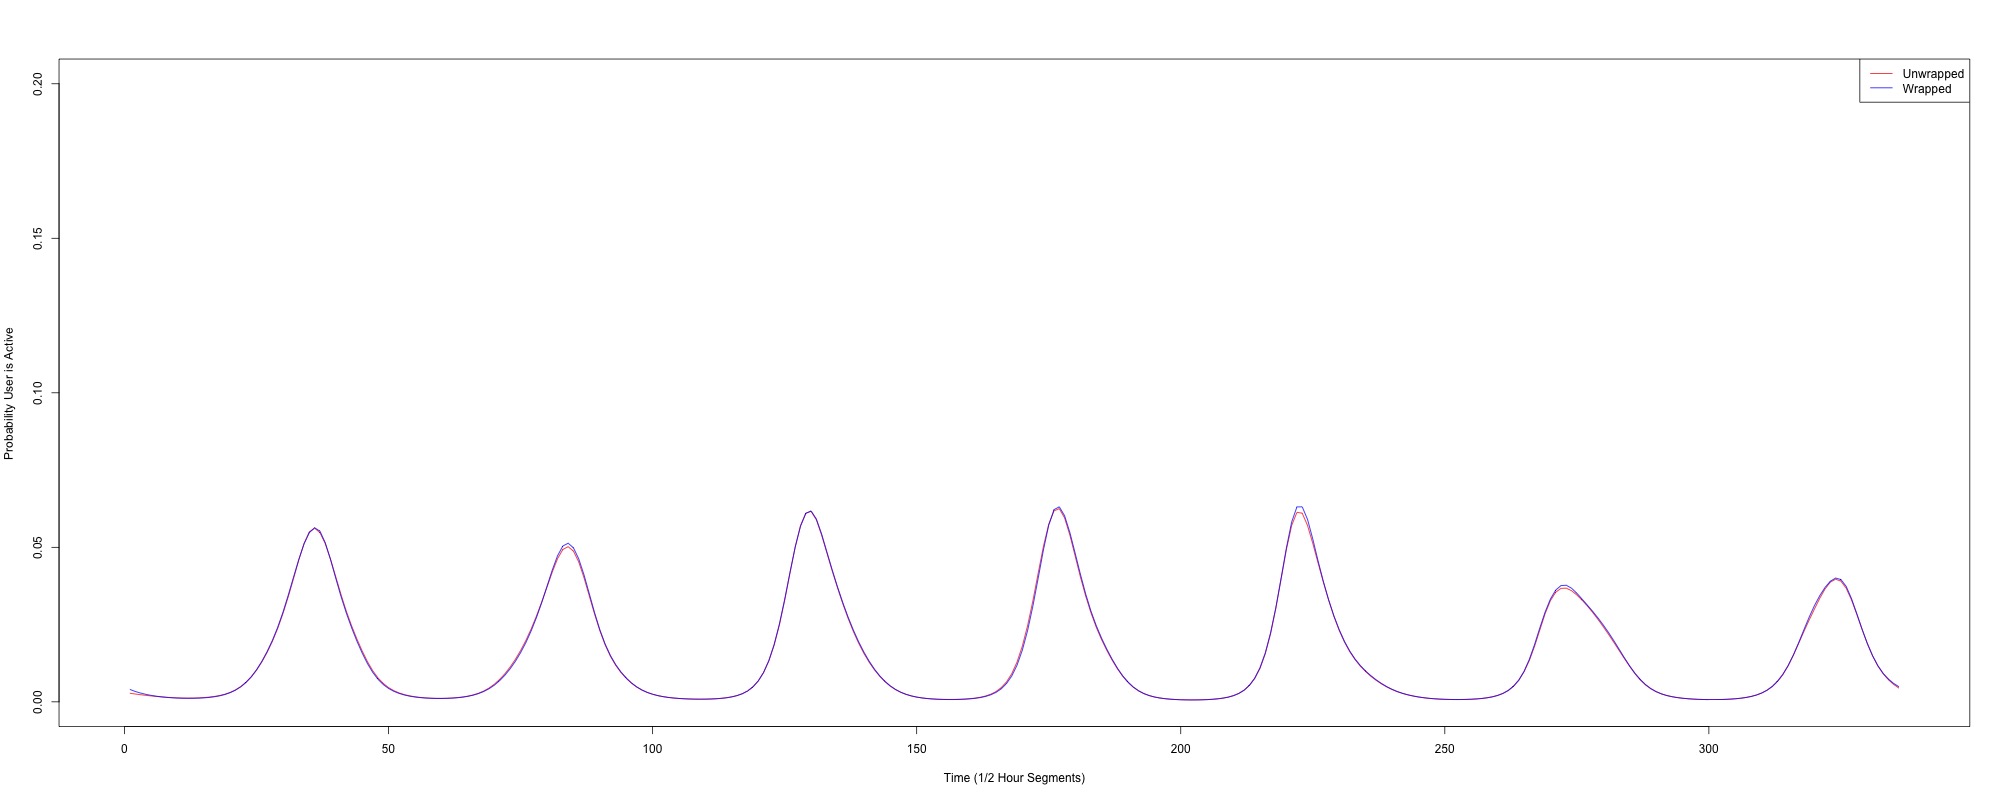 Unwrapped
Wrapped
Probability User is Active
0.20
0.15
0.10
0.05
0.00
0 50 100 150 200 250 300
Time (1/2 Hour Segments)